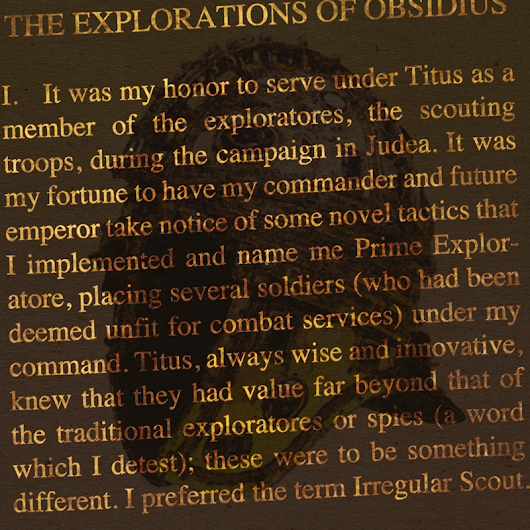 THE EXPLORATIONS OF OBSIDIUS
I. It was my honor to serve under Titus as a
member of the exploratores, the scouting
troops, during the campaign in Judea. It was
my fortune to have my commander and future
emperor take notice of some novel tactics that
I implemented and name me Prime Explor-
atore, placing several soldiers (who had been
deemed unfit for combat services) under my
command. Titus, always wise and innovative,
knew that they had value far beyond that of
the traditional exploratores or spies (a word
which I detest); these were to be something
different. I preferred the term Irregular Scout.